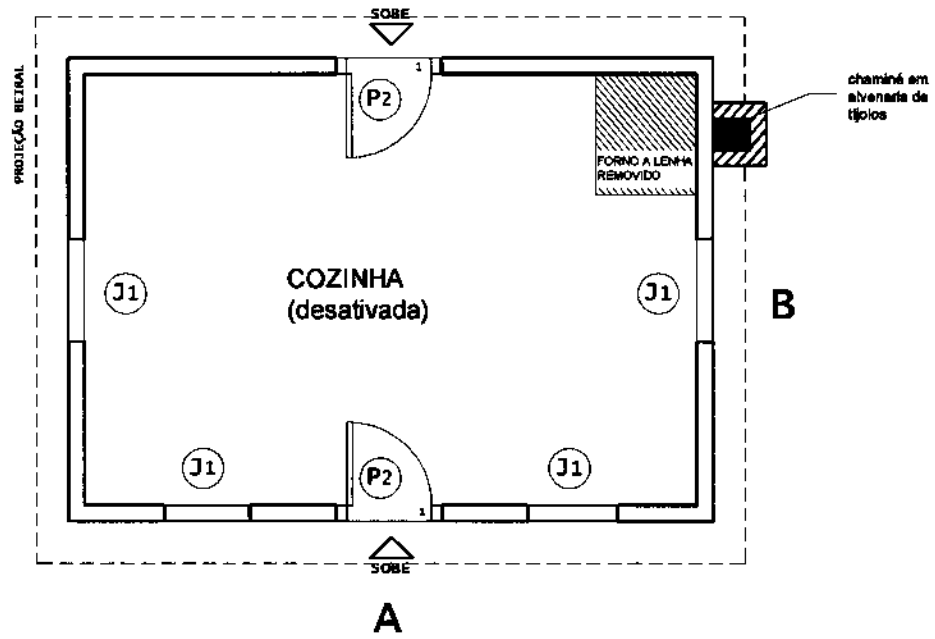 SOBE
PROJEÇÃO BEIRAL
1
P2
chaminé em
alvenaria de
tijolos
FORNO A LENHA
REMOVIDO
COZINHA
(desativada)
J1
J1
B
J1
P2
J1
1
SOBE
A